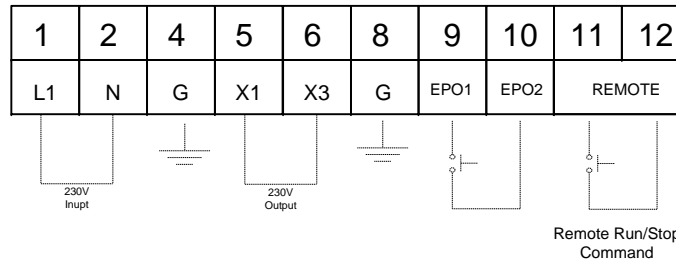 1 2 4 5 6 8 9 10 11 12
L1 N G X1 X3 G EPO1 EPO2 REMOTE
230V
Inupt
230V
Output
Remote Run/Stop
Command